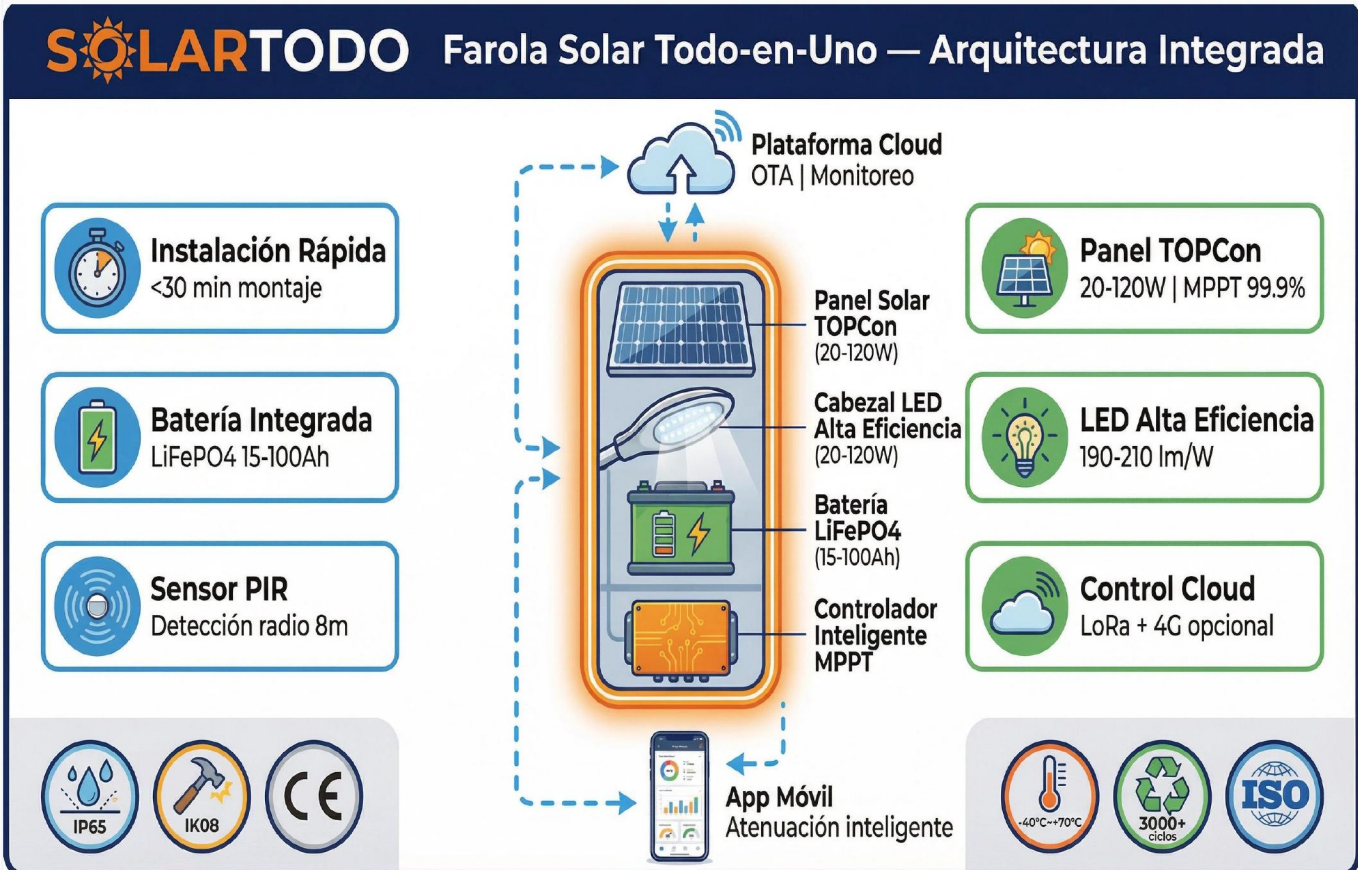 SOLARTODO
Farola Solar Todo-en-Uno — Arquitectura Integrada
Plataforma Cloud
OTA | Monitoreo
Instalación Rápida
<30 min montaje
Batería Integrada
LiFePO4 15-100Ah
Sensor PIR
Detección radio 8m
Panel Solar
TOPCon
(20-120W)
Cabezal LED
Alta Eficiencia
(20-120W)
Batería
LiFePO4
(15-100Ah)
Controlador
Inteligente
MPPT
Panel TOPCon
20-120W | MPPT 99.9%
LED Alta Eficiencia
190-210 lm/W
Control Cloud
LoRa + 4G opcional
App Móvil
Atenuación inteligente
IP65
IK08
CE
-40°C~+70°C
3000+
ciclos
ISO